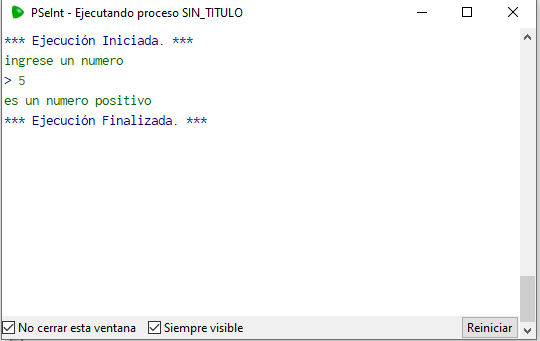 PSeInt - Ejecutando proceso SIN_TITULO
*** Ejecución Iniciada. ***
ingrese un numero
> 5
es un numero positivo
*** Ejecución Finalizada. ***
No cerrar esta ventana Siempre visible Reiniciar